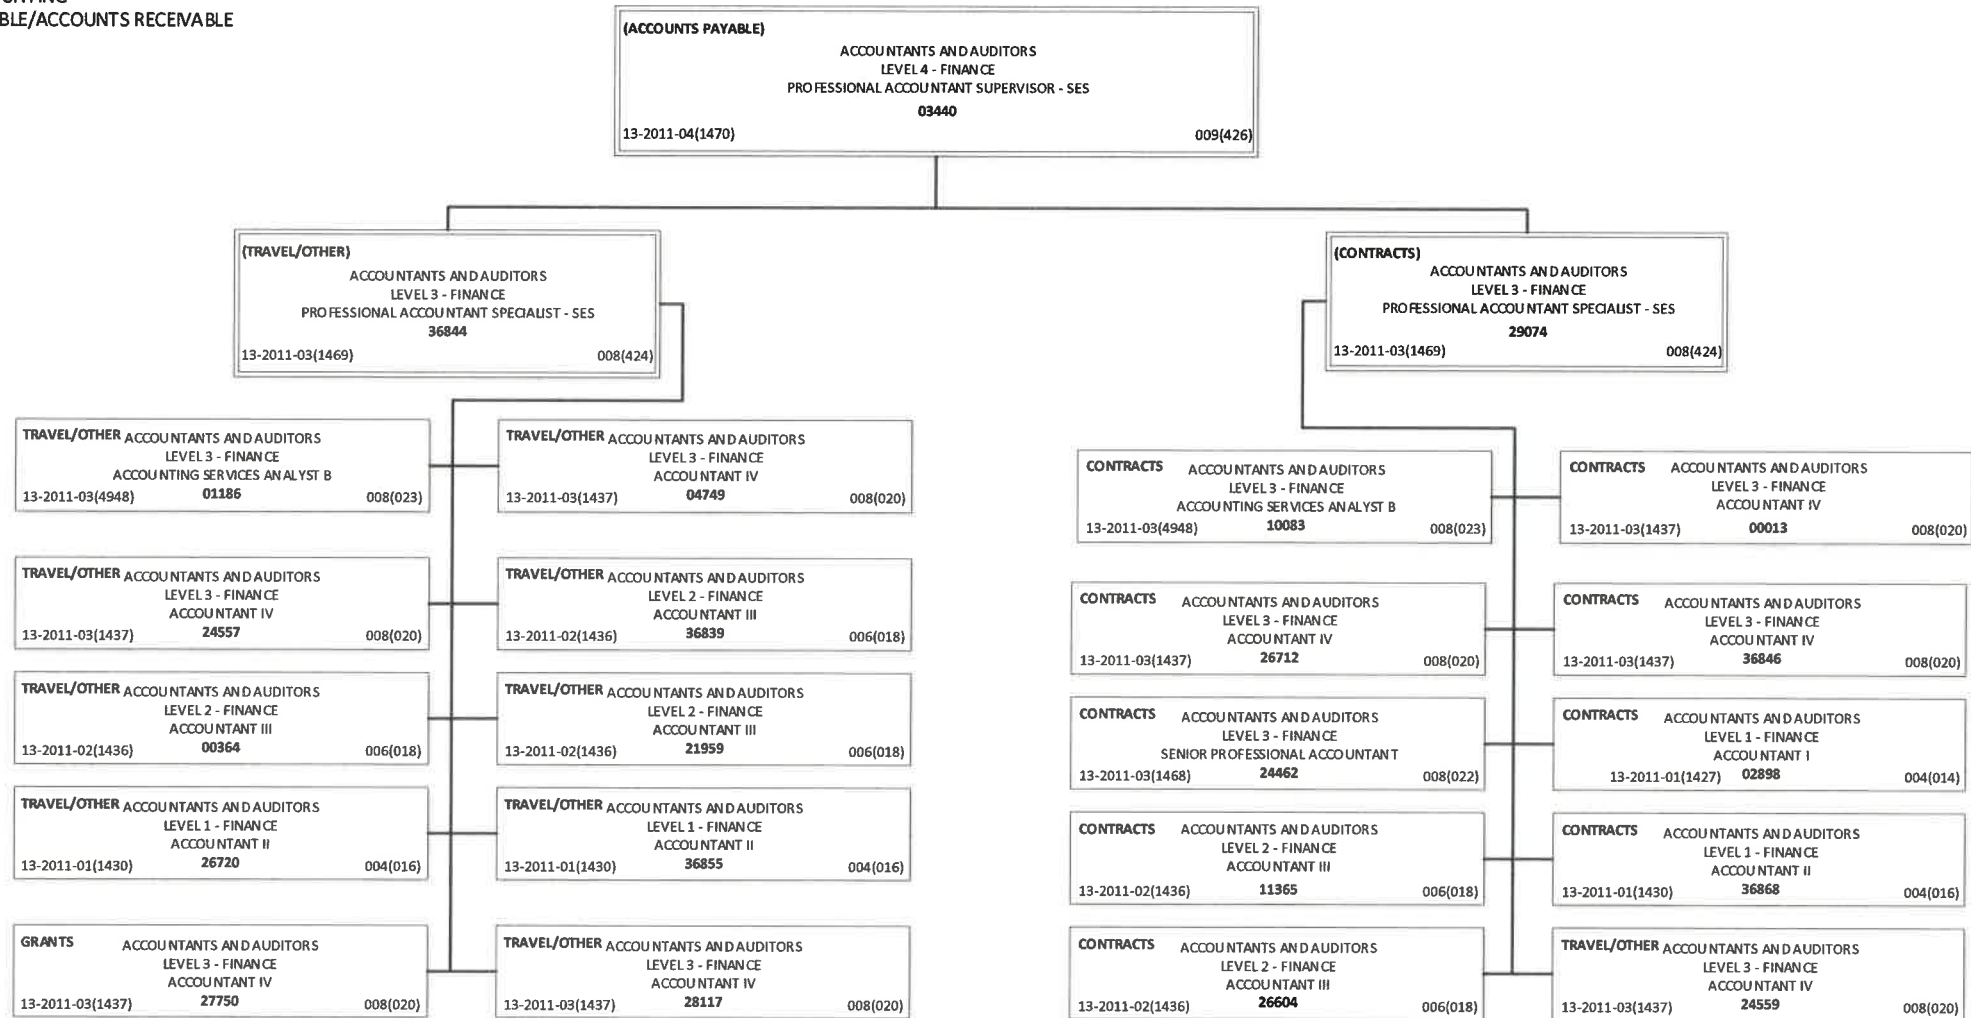 BLE/ACCOUNTS RECEIVABLE
(ACCOUNTS PAYABLE)
ACCOUNTANTS AND AUDITORS
LEVEL 4 - FINANCE
PROFESSIONAL ACCOUNTANT SUPERVISOR - SES
03440
13-2011-04(1470) 009(426)
(TRAVEL/OTHER)
ACCOUNTANTS AND AUDITORS
LEVEL 3 - FINANCE
PROFESSIONAL ACCOUNTANT SPECIALIST - SES
36844
13-2011-03(1469) 008(424)
(CONTRACTS)
ACCOUNTANTS AND AUDITORS
LEVEL 3 - FINANCE
PROFESSIONAL ACCOUNTANT SPECIALIST - SES
29074
13-2011-03(1469) 008(424)
TRAVEL/OTHER ACCOUNTANTS AND AUDITORS
LEVEL 3 - FINANCE
ACCOUNTING SERVICES ANALYST B
13-2011-03(4948) 01186 008(023)
TRAVEL/OTHER ACCOUNTANTS AND AUDITORS
LEVEL 3 - FINANCE
ACCOUNTANT IV
13-2011-03(1437) 04749 008(020)
TRAVEL/OTHER ACCOUNTANTS AND AUDITORS
LEVEL 3 - FINANCE
ACCOUNTANT IV
13-2011-03(1437) 24557 008(020)
TRAVEL/OTHER ACCOUNTANTS AND AUDITORS
LEVEL 2 - FINANCE
ACCOUNTANT III
13-2011-02(1436) 36839 006(018)
TRAVEL/OTHER ACCOUNTANTS AND AUDITORS
LEVEL 2 - FINANCE
ACCOUNTANT III
13-2011-02(1436) 00364 006(018)
TRAVEL/OTHER ACCOUNTANTS AND AUDITORS
LEVEL 2 - FINANCE
ACCOUNTANT III
13-2011-02(1436) 21959 006(018)
TRAVEL/OTHER ACCOUNTANTS AND AUDITORS
LEVEL 1 - FINANCE
ACCOUNTANT II
13-2011-01(1430) 26720 004(016)
TRAVEL/OTHER ACCOUNTANTS AND AUDITORS
LEVEL 1 - FINANCE
ACCOUNTANT II
13-2011-01(1430) 36855 004(016)
GRANTS ACCOUNTANTS AND AUDITORS
LEVEL 3 - FINANCE
ACCOUNTANT IV
13-2011-03(1437) 27750 008(020)
TRAVEL/OTHER ACCOUNTANTS AND AUDITORS
LEVEL 3 - FINANCE
ACCOUNTANT IV
13-2011-03(1437) 28117 008(020)
CONTRACTS ACCOUNTANTS AND AUDITORS
LEVEL 3 - FINANCE
ACCOUNTING SERVICES ANALYST B
13-2011-03(4948) 10083 008(023)
CONTRACTS ACCOUNTANTS AND AUDITORS
LEVEL 3 - FINANCE
ACCOUNTANT IV
13-2011-03(1437) 00013 008(020)
CONTRACTS ACCOUNTANTS AND AUDITORS
LEVEL 3 - FINANCE
ACCOUNTANT IV
13-2011-03(1437) 26712 008(020)
CONTRACTS ACCOUNTANTS AND AUDITORS
LEVEL 3 - FINANCE
ACCOUNTANT IV
13-2011-03(1437) 36846 008(020)
CONTRACTS ACCOUNTANTS AND AUDITORS
LEVEL 3 - FINANCE
SENIOR PROFESSIONAL ACCOUNTANT
13-2011-03(1468) 24462 008(022)
CONTRACTS ACCOUNTANTS AND AUDITORS
LEVEL 1 - FINANCE
ACCOUNTANT I
13-2011-01(1427) 02898 004(014)
CONTRACTS ACCOUNTANTS AND AUDITORS
LEVEL 2 - FINANCE
ACCOUNTANT III
13-2011-02(1436) 11365 006(018)
CONTRACTS ACCOUNTANTS AND AUDITORS
LEVEL 1 - FINANCE
ACCOUNTANT II
13-2011-01(1430) 36868 004(016)
CONTRACTS ACCOUNTANTS AND AUDITORS
LEVEL 2 - FINANCE
ACCOUNTANT III
13-2011-02(1436) 26604 006(018)
TRAVEL/OTHER ACCOUNTANTS AND AUDITORS
LEVEL 3 - FINANCE
ACCOUNTANT IV
13-2011-03(1437) 24559 008(020)